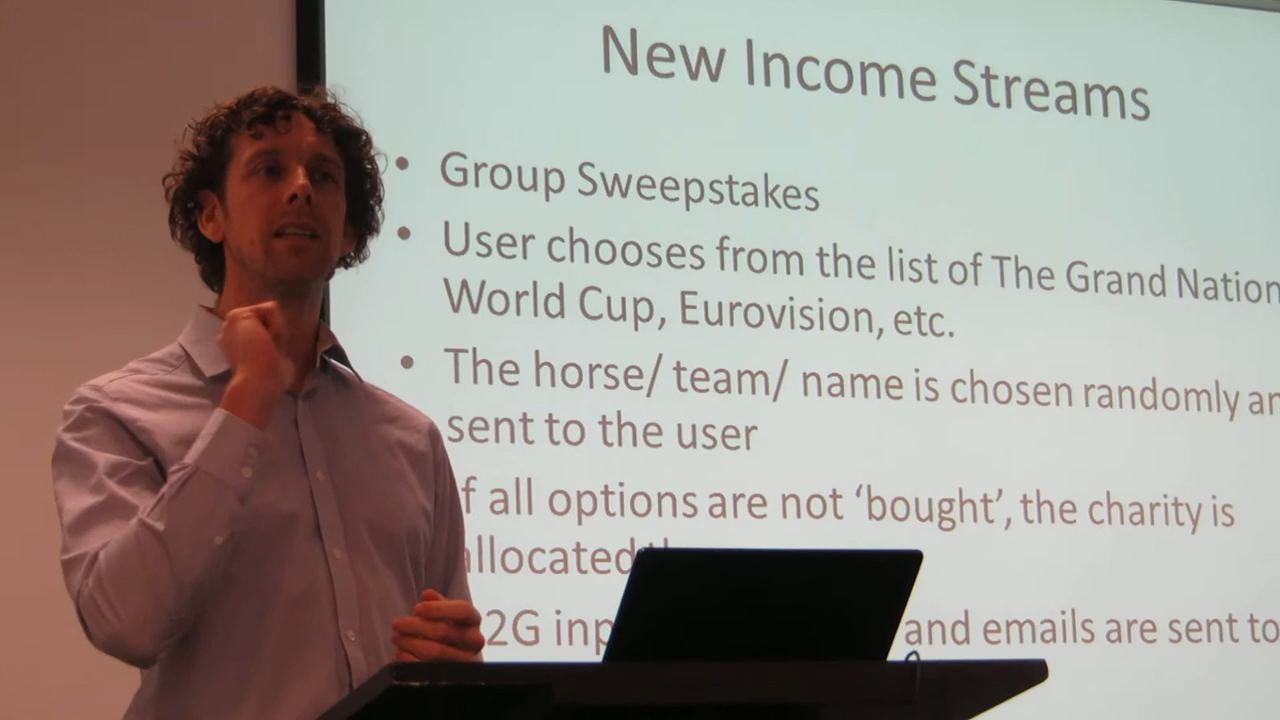 New Income Streams
• Group Sweepstakes
• User chooses from the list of The Grand Nation
World Cup, Eurovision, etc.
• The horse/ team/ name is chosen randomly an
sent to the user
f all options are not ‘bought’, the charity is
llocated
2G inp and emails are sent to